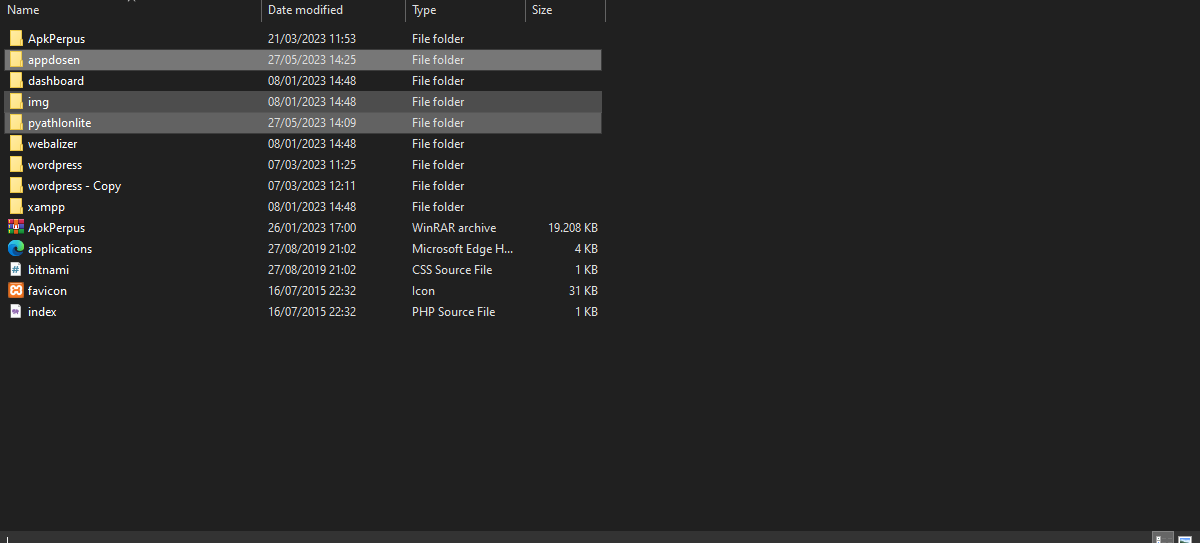 Name Date modified Type Size
ApkPerpus 21/03/2023 11:53 File folder
appdosen 27/05/2023 14:25 File folder
dashboard 08/01/2023 14:48 File folder
img 08/01/2023 14:48 File folder
pyathlonlite 27/05/2023 14:09 File folder
webalizer 08/01/2023 14:48 File folder
wordpress 07/03/2023 11:25 File folder
wordpress - Copy 07/03/2023 12:11 File folder
xampp 08/01/2023 14:48 File folder
ApkPerpus 26/01/2023 17:00 WinRAR archive 19.208 KB
applications 27/08/2019 21:02 Microsoft Edge H... 4 KB
bitnami 27/08/2019 21:02 CSS Source File 1 KB
favicon 16/07/2015 22:32 Icon 31 KB
index 16/07/2015 22:32 PHP Source File 1 KB